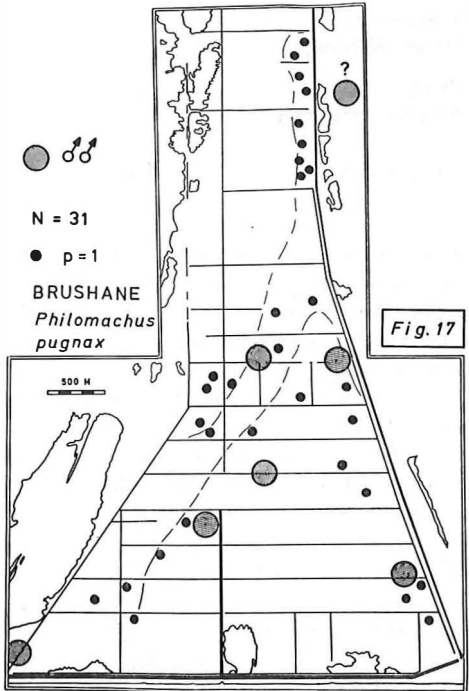 ?
♂♂
N = 31
p=1
BRUSHANE
Philomachus
pugnax
Fig. 17
500 M